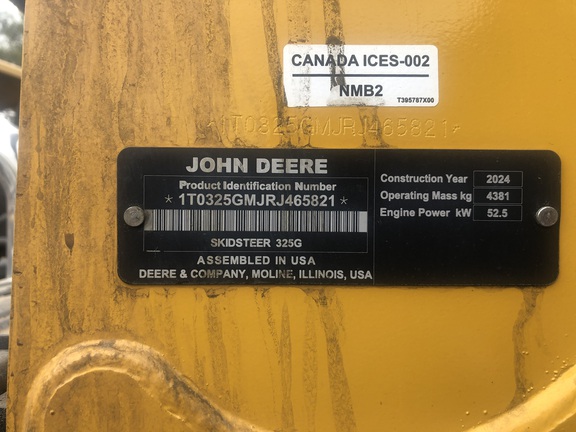 CANADA ICES-002
NMB2
T395787X00
*1T0325GMJRJ465821*
JOHN DEERE
Product Identification Number
*1T0325GMJRJ465821*
SKIDSTEER 325G
ASSEMBLED IN USA
DEERE & COMPANY, MOLINE, ILLINOIS, USA
Construction Year 2024
Operating Mass kg 4381
Engine Power kW 52.5